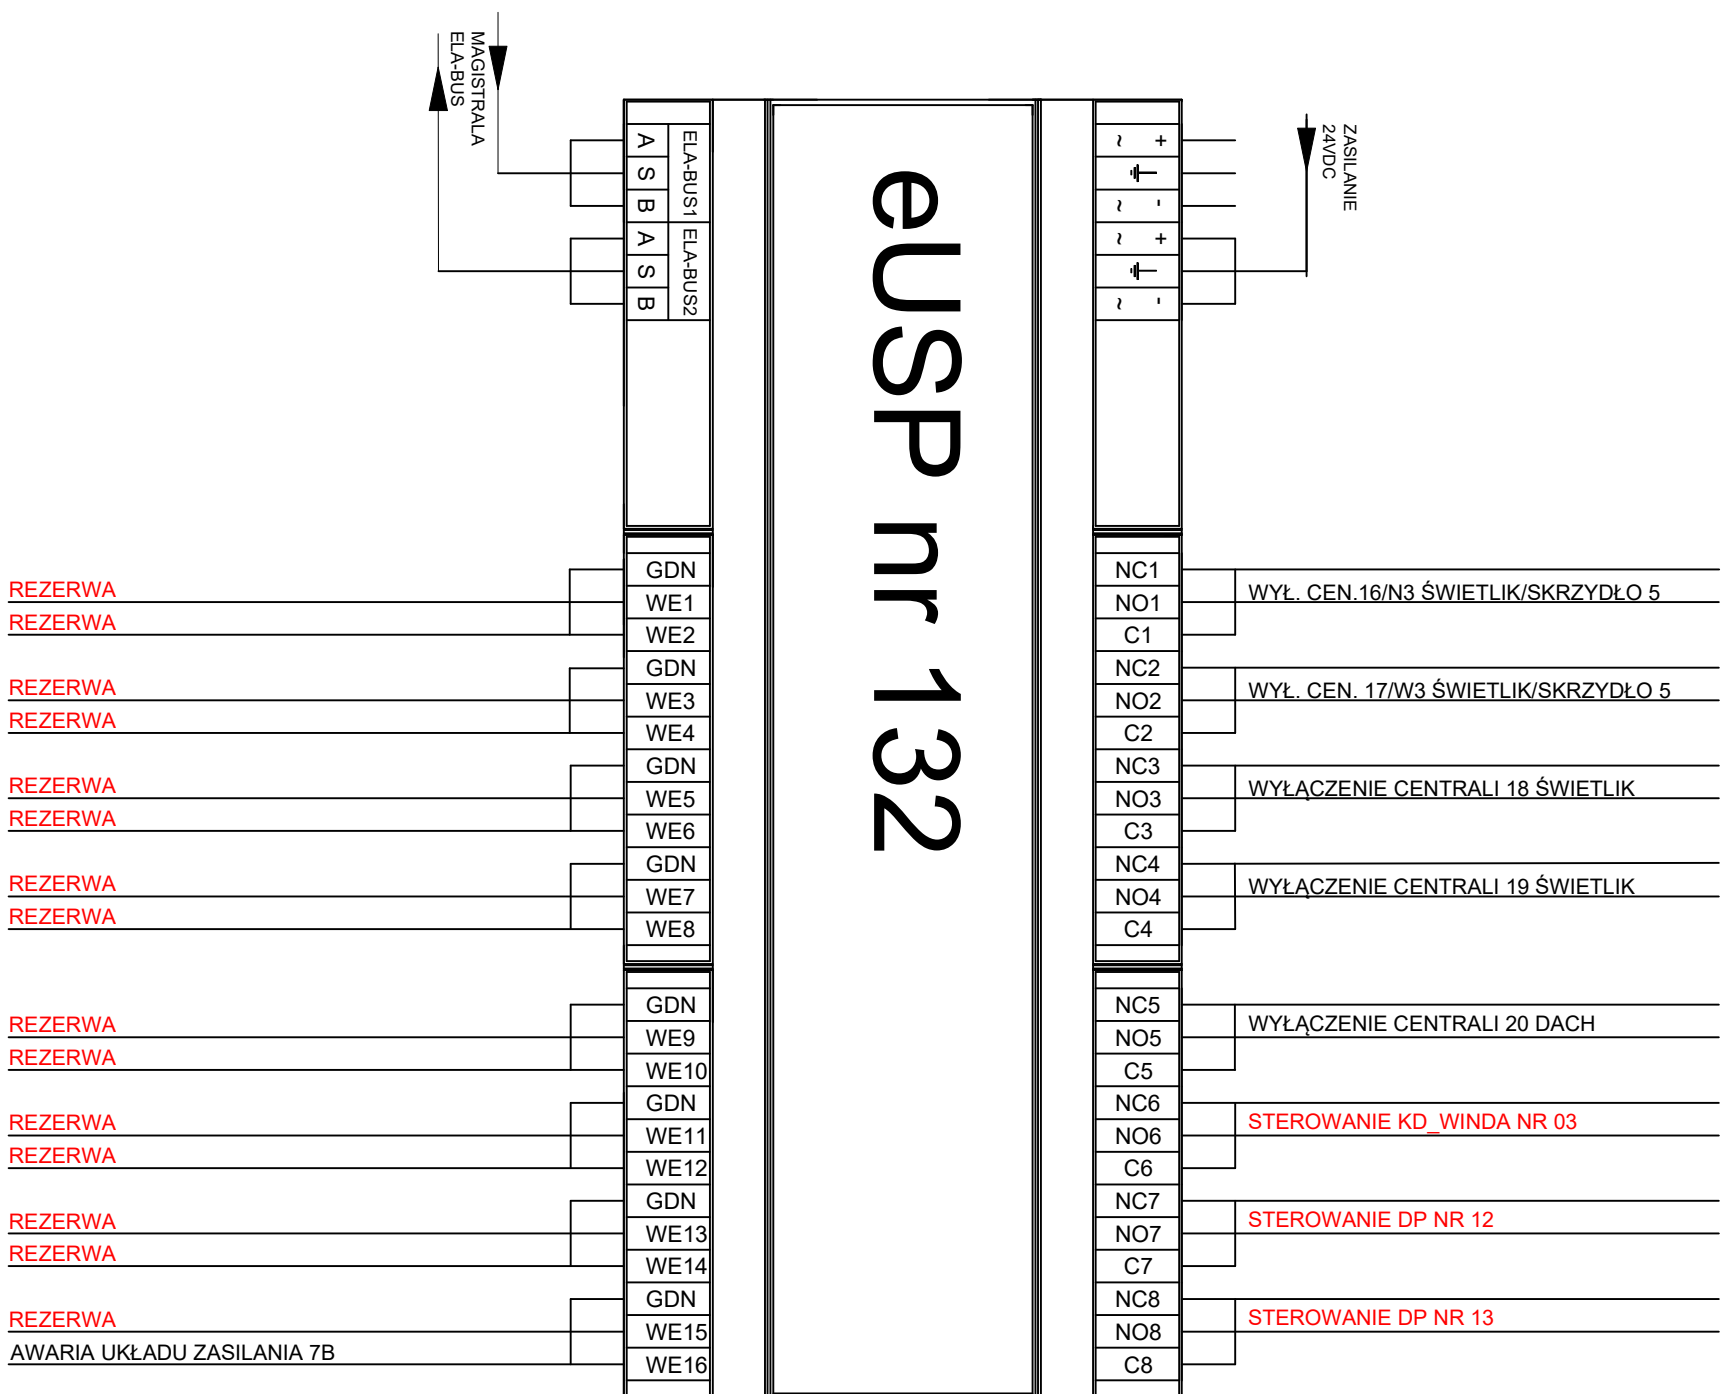 MAGISTRALA
ELA-BUS
ELA-BUS1
A
S
B
ELA-BUS2
A
S
B
eUSP nr 132
~ +
~ -
~ +
~ -
ZASILANIE
24VDC
GDN
REZERWA
WE1
REZERWA
WE2
GDN
REZERWA
WE3
REZERWA
WE4
GDN
REZERWA
WE5
REZERWA
WE6
GDN
REZERWA
WE7
REZERWA
WE8
GDN
REZERWA
WE9
REZERWA
WE10
GDN
REZERWA
WE11
REZERWA
WE12
GDN
REZERWA
WE13
REZERWA
WE14
GDN
REZERWA
WE15
AWARIA UKŁADU ZASILANIA 7B
WE16
NC1
WYŁ. CEN.16/N3 ŚWIETLIK/SKRZYDŁO 5
NO1
C1
NC2
WYŁ. CEN. 17/W3 ŚWIETLIK/SKRZYDŁO 5
NO2
C2
NC3
WYŁĄCZENIE CENTRALI 18 ŚWIETLIK
NO3
C3
NC4
WYŁĄCZENIE CENTRALI 19 ŚWIETLIK
NO4
C4
NC5
WYŁĄCZENIE CENTRALI 20 DACH
NO5
C5
NC6
STEROWANIE KD_WINDA NR 03
NO6
C6
NC7
STEROWANIE DP NR 12
NO7
C7
NC8
STEROWANIE DP NR 13
NO8
C8